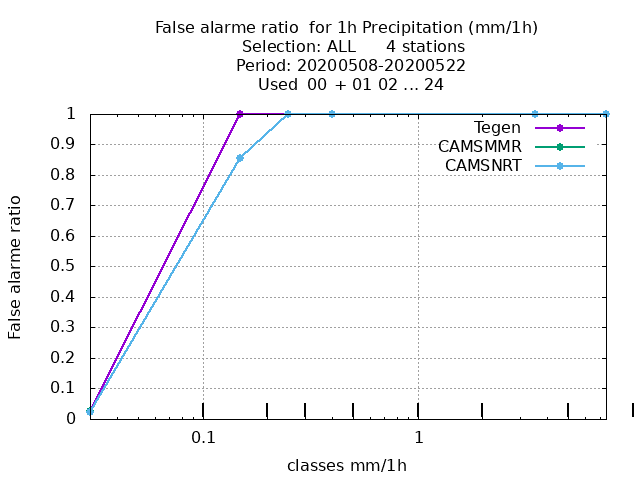 False alarme ratio  for 1h Precipitation (mm/1h)
Selection: ALL      4 stations
Period: 20200508-20200522
Used  00 + 01 02 ... 24
1
0.9
0.8
0.7
0.6
0.5
0.4
0.3
0.2
0.1
0
False alarme ratio
Tegen
CAMSMMR
CAMSNRT
0.1
1
classes mm/1h